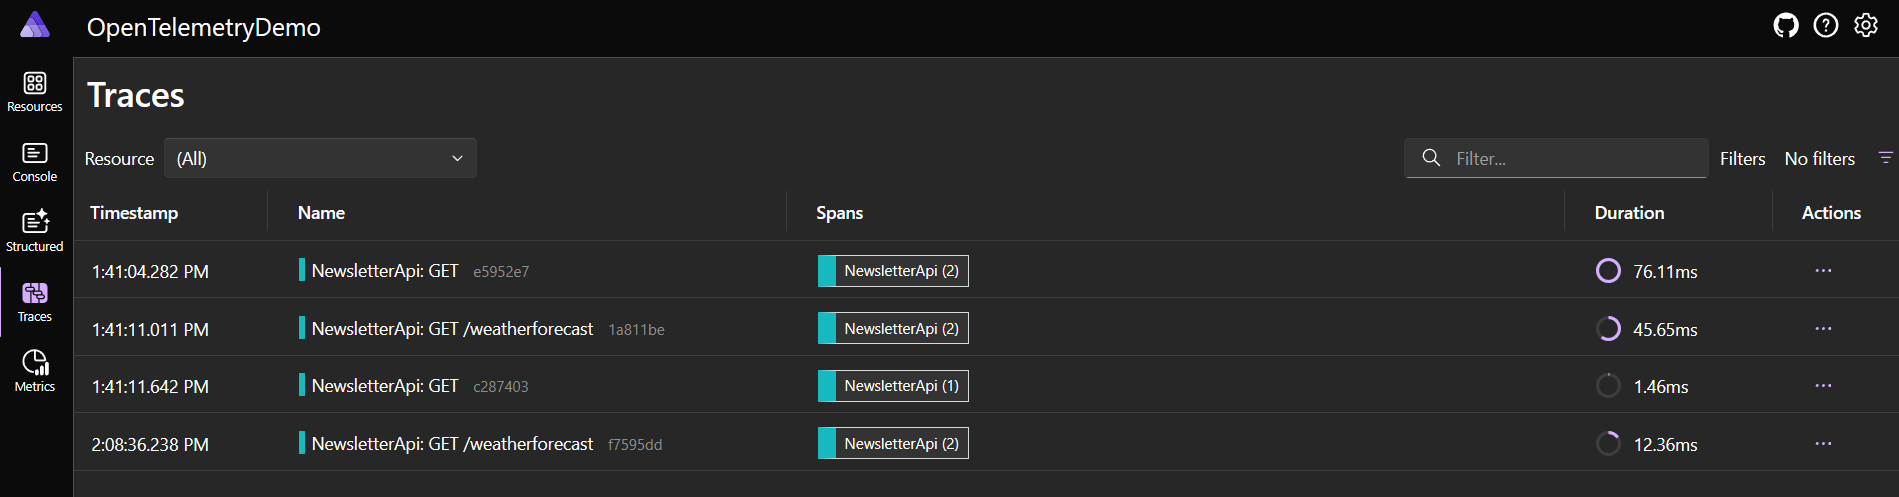 OpenTelemetryDemo
Resources
Console
Structured
Traces
Metrics
Traces
Resource (All) Filter... Filters No filters
Timestamp Name Spans Duration Actions
1:41:04.282 PM NewsletterApi: GET e5952e7 NewsletterApi (2) 76.11ms ...
1:41:11.011 PM NewsletterApi: GET /weatherforecast 1a811be NewsletterApi (2) 45.65ms ...
1:41:11.642 PM NewsletterApi: GET c287403 NewsletterApi (1) 1.46ms ...
2:08:36.238 PM NewsletterApi: GET /weatherforecast f7595dd NewsletterApi (2) 12.36ms ...